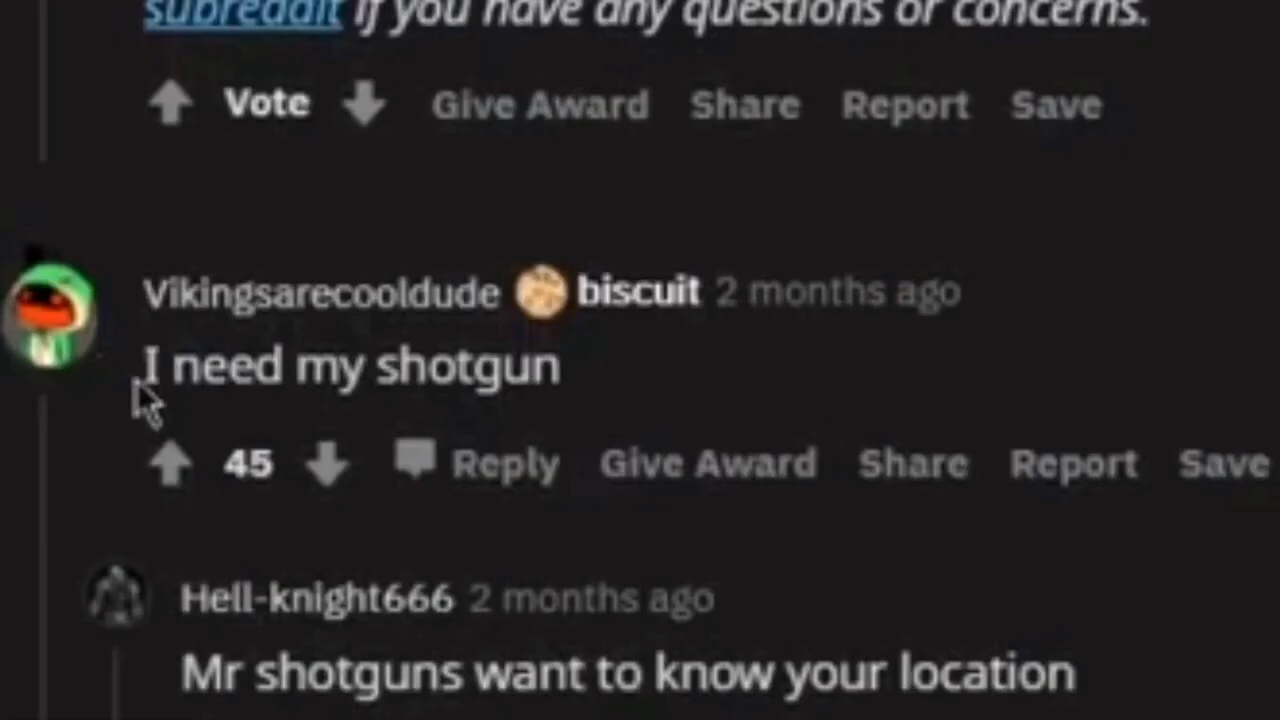 subreddit if you have any questions or concerns.
Vote Give Award Share Report Save
Vikingsarecooldude biscuit 2 months ago
I need my shotgun
45 Reply Give Award Share Report Save
Hell-knight666 2 months ago
Mr shotguns want to know your location